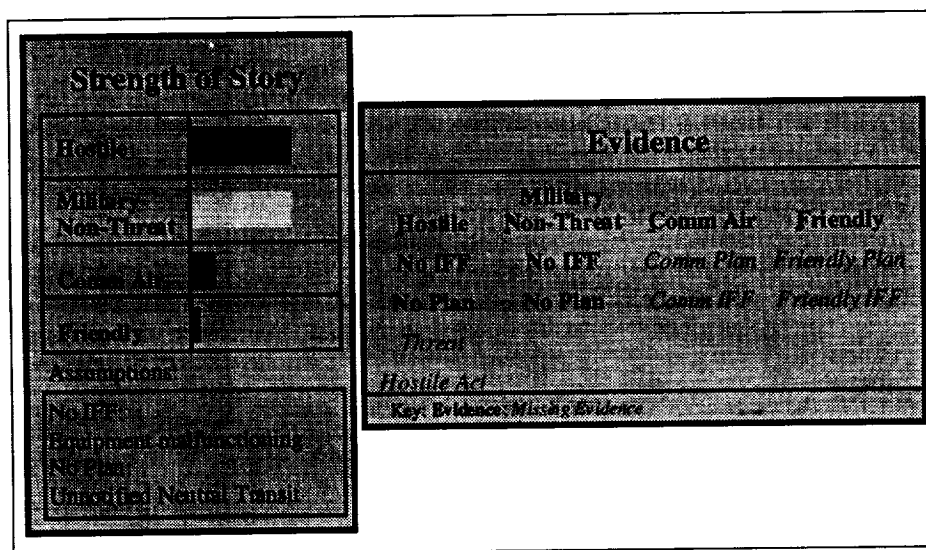 Strength of Story
Hostile
Military
Non-Threat
Comm Air
Friendly
Assumptions
No IFF
Equipment malfunctioning
No Plan
Unnotified Neutral Transit
Evidence
Hostile
Military
Non-Threat
Comm Air
Friendly
No IFF
No IFF
Comm Plan
Friendly Plan
No Plan
No Plan
Comm IFF
Friendly IFF
Threat
Hostile Act
Key: Evidence; Missing Evidence